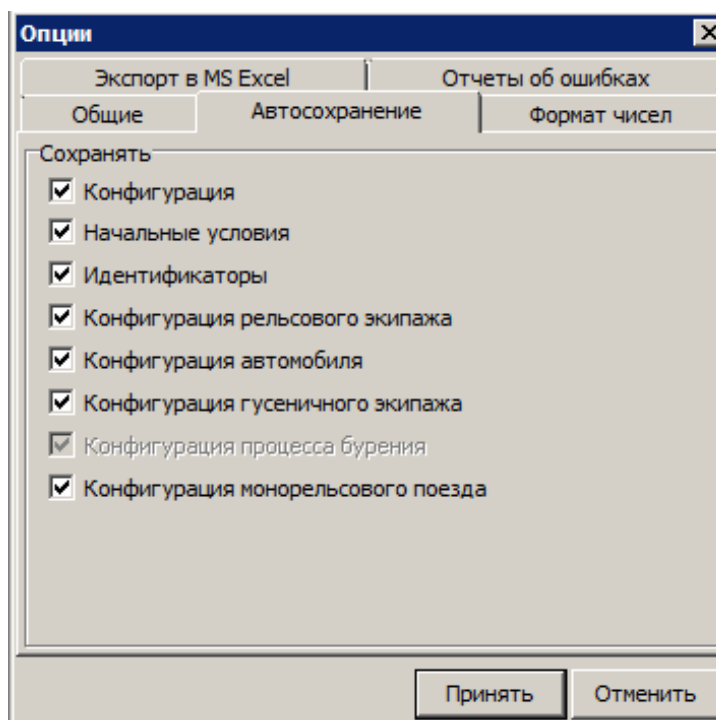 Опции
Экспорт в MS Excel Отчеты об ошибках
Общие Автосохранение Формат чисел
Сохранять
Конфигурация
Начальные условия
Идентификаторы
Конфигурация рельсового экипажа
Конфигурация автомобиля
Конфигурация гусеничного экипажа
Конфигурация процесса бурения
Конфигурация монорельсового поезда
Принять Отменить